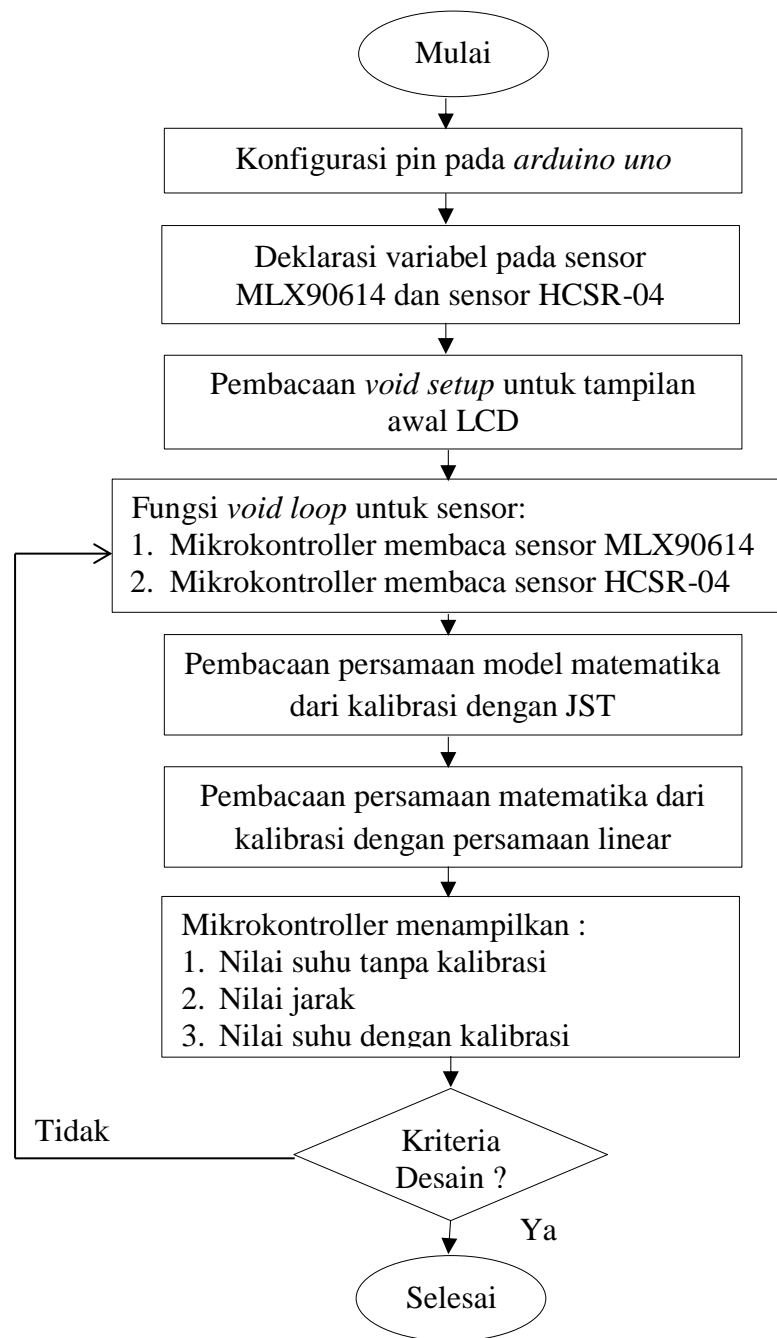 Mulai
Konfigurasi pin pada arduino uno
Deklarasi variabel pada sensor
MLX90614 dan sensor HCSR-04
Pembacaan void setup untuk tampilan
awal LCD
Fungsi void loop untuk sensor:
1. Mikrokontroller membaca sensor MLX90614
2. Mikrokontroller membaca sensor HCSR-04
Pembacaan persamaan model matematika
dari kalibrasi dengan JST
Pembacaan persamaan matematika dari
kalibrasi dengan persamaan linear
Mikrokontroller menampilkan :
1. Nilai suhu tanpa kalibrasi
2. Nilai jarak
3. Nilai suhu dengan kalibrasi
Tidak
Kriteria
Desain ?
Ya
Selesai